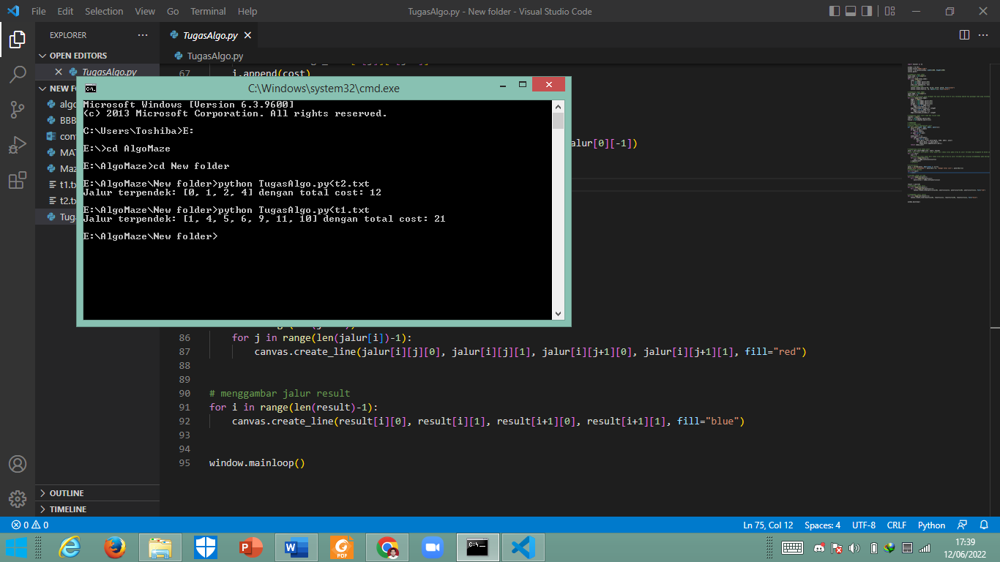 File Edit Selection View Go Terminal Help
TugasAlgo.py - New folder - Visual Studio Code
EXPLORER
OPEN EDITORS
TugasAlgo.py
NEW FO
algo
BBB
con
MAT
Maz
t1.t
t2.t
Tuga
TugasAlgo.py
TugasAlgo.py
67 i.append(cost)
C:\Windows\system32\cmd.exe
Microsoft Windows [Version 6.3.9600]
(c) 2013 Microsoft Corporation. All rights reserved.
C:\Users\Toshiba>E:
E:\>cd AlgoMaze
E:\AlgoMaze>cd New folder
E:\AlgoMaze\New folder>python TugasAlgo.py<t2.txt
Jalur terpendek: [0, 1, 2, 4] dengan total cost: 12
E:\AlgoMaze\New folder>python TugasAlgo.py<t1.txt
Jalur terpendek: [1, 4, 5, 6, 9, 11, 10] dengan total cost: 21
E:\AlgoMaze\New folder>
alur[0][-1])
86 for j in range(len(jalur[i])-1):
87 canvas.create_line(jalur[i][j][0], jalur[i][j][1], jalur[i][j+1][0], jalur[i][j+1][1], fill="red")
88
89
90 # menggambar jalur result
91 for i in range(len(result)-1):
92 canvas.create_line(result[i][0], result[i][1], result[i+1][0], result[i+1][1], fill="blue")
93
94
95 window.mainloop()
OUTLINE
TIMELINE
0 0
Ln 75, Col 12 Spaces: 4 UTF-8 CRLF Python
17:39
12/06/2022